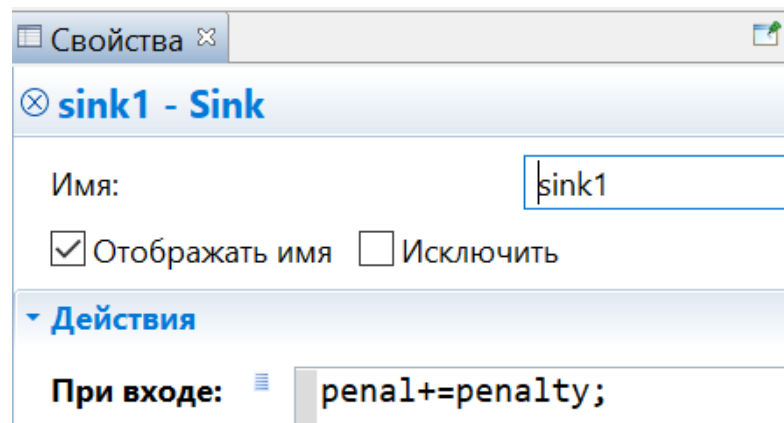 Свойства
sink1 - Sink
Имя: sink1
Отображать имя Исключить
Действия
При входе: penal+=penalty;